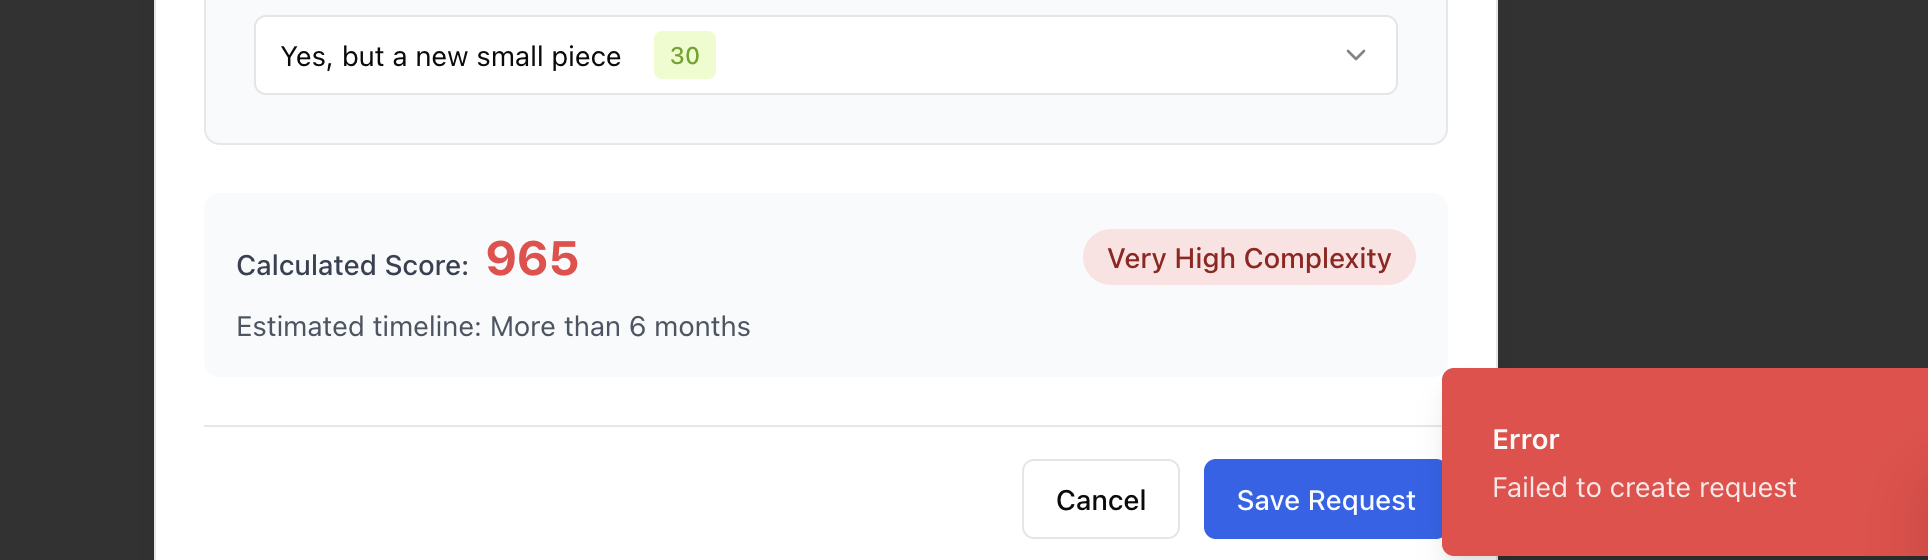 Yes, but a new small piece 30
Calculated Score: 965
Very High Complexity
Estimated timeline: More than 6 months
Cancel
Save Request
Error
Failed to create request